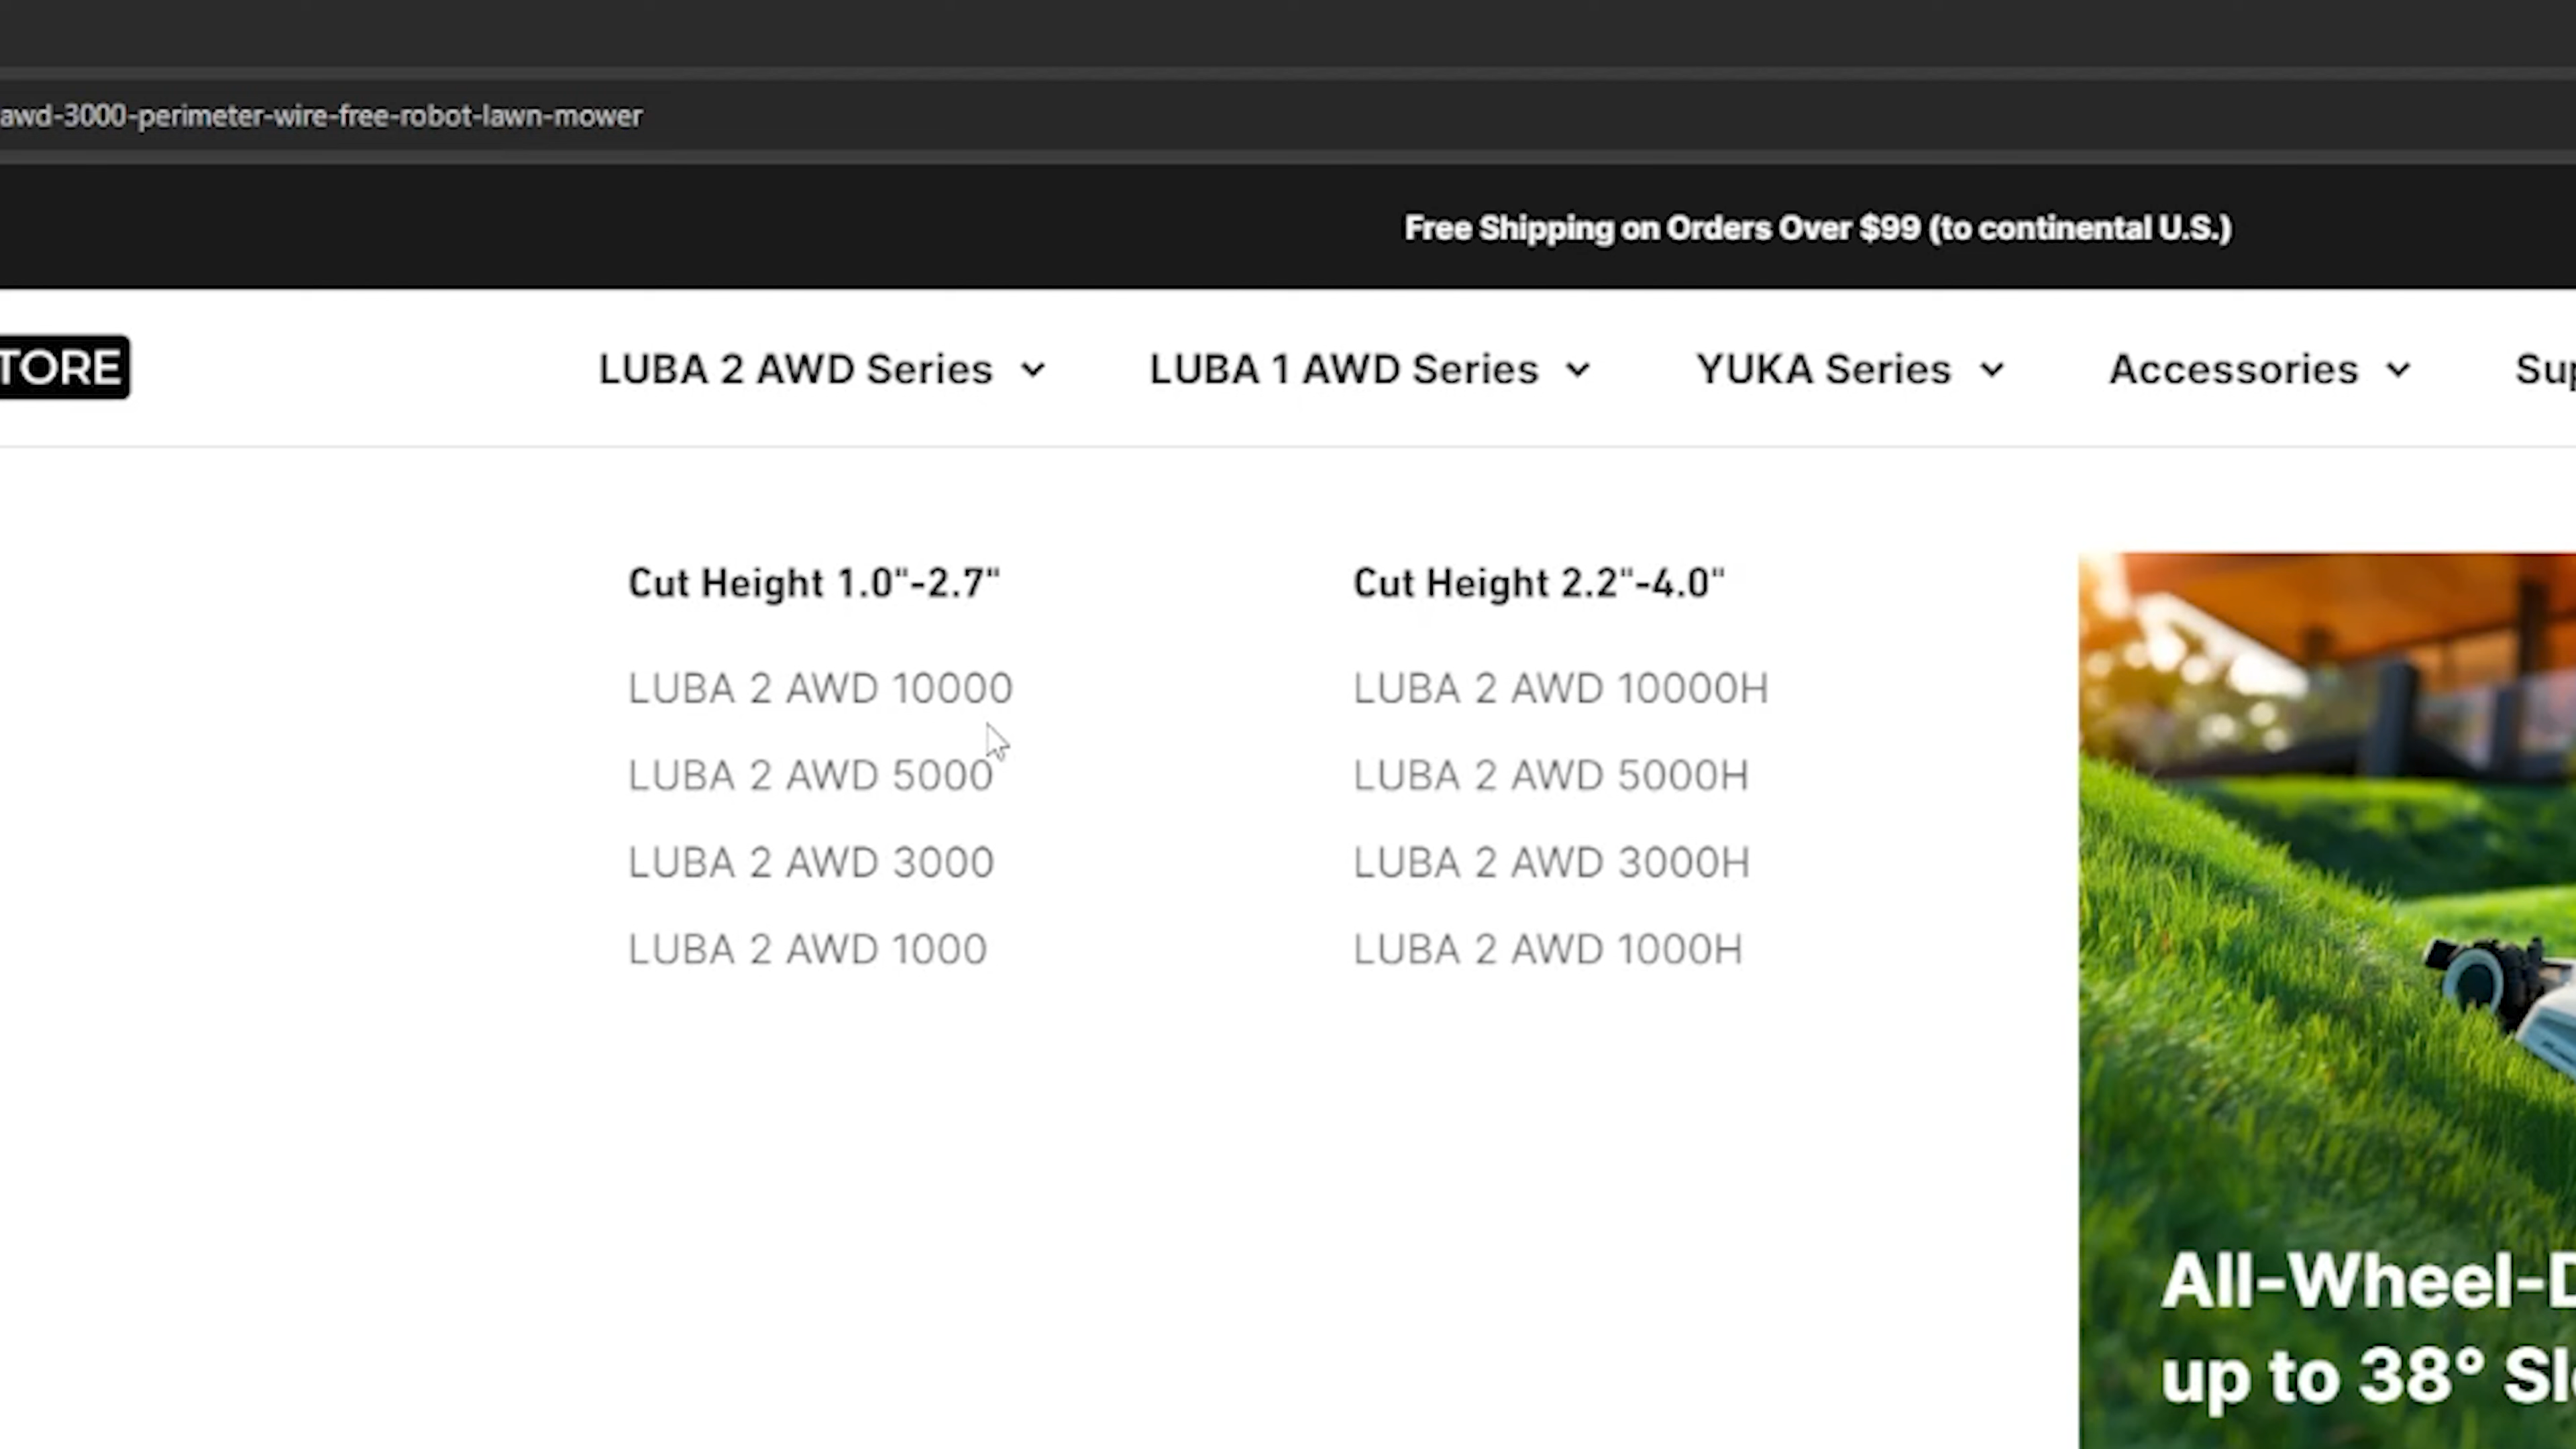 awd-3000-perimeter-wire-free-robot-lawn-mower
Free Shipping on Orders Over $99 (to continental U.S.)
TORE
LUBA 2 AWD Series
LUBA 1 AWD Series
YUKA Series
Accessories
Sup
Cut Height 1.0"-2.7"
LUBA 2 AWD 10000
LUBA 2 AWD 5000
LUBA 2 AWD 3000
LUBA 2 AWD 1000
Cut Height 2.2"-4.0"
LUBA 2 AWD 10000H
LUBA 2 AWD 5000H
LUBA 2 AWD 3000H
LUBA 2 AWD 1000H
All-Wheel-D
up to 38° Sl